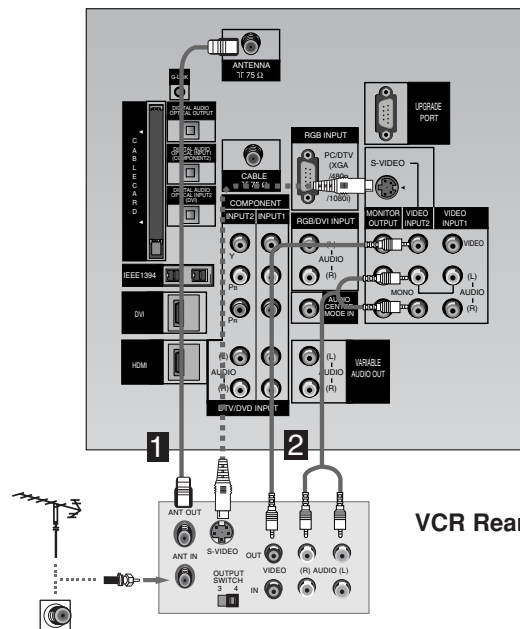 ANTENNA
75 Ω
G-LINK
DIGITAL AUDIO
OPTICAL OUTPUT
UPGRADE
PORT
CABLECARD
DIGITAL AUDIO
OPTICAL INPUT1
(COMPONENT2)
RGB INPUT
PC/DTV
(XGA
/480p
/1080i)
S-VIDEO
CABLE
75 Ω
DIGITAL AUDIO
OPTICAL INPUT2
(DVI)
COMPONENT
INPUT2 INPUT1
RGB/DVI INPUT
MONITOR
OUTPUT
VIDEO
INPUT2
VIDEO
INPUT1
Y
(L)
AUDIO
(R)
VIDEO
IEEE1394
PB
MONO
(L)
AUDIO
(R)
DVI
PR
AUDIO
CENTER
MODE IN
HDMI
(L)
AUDIO
(R)
(L)
AUDIO
(R)
VARIABLE
AUDIO OUT
DTV/DVD INPUT
1
2
ANT OUT
S-VIDEO
OUT
ANT IN
VIDEO
(R) AUDIO (L)
OUTPUT
SWITCH
3 4
IN
VCR Rear